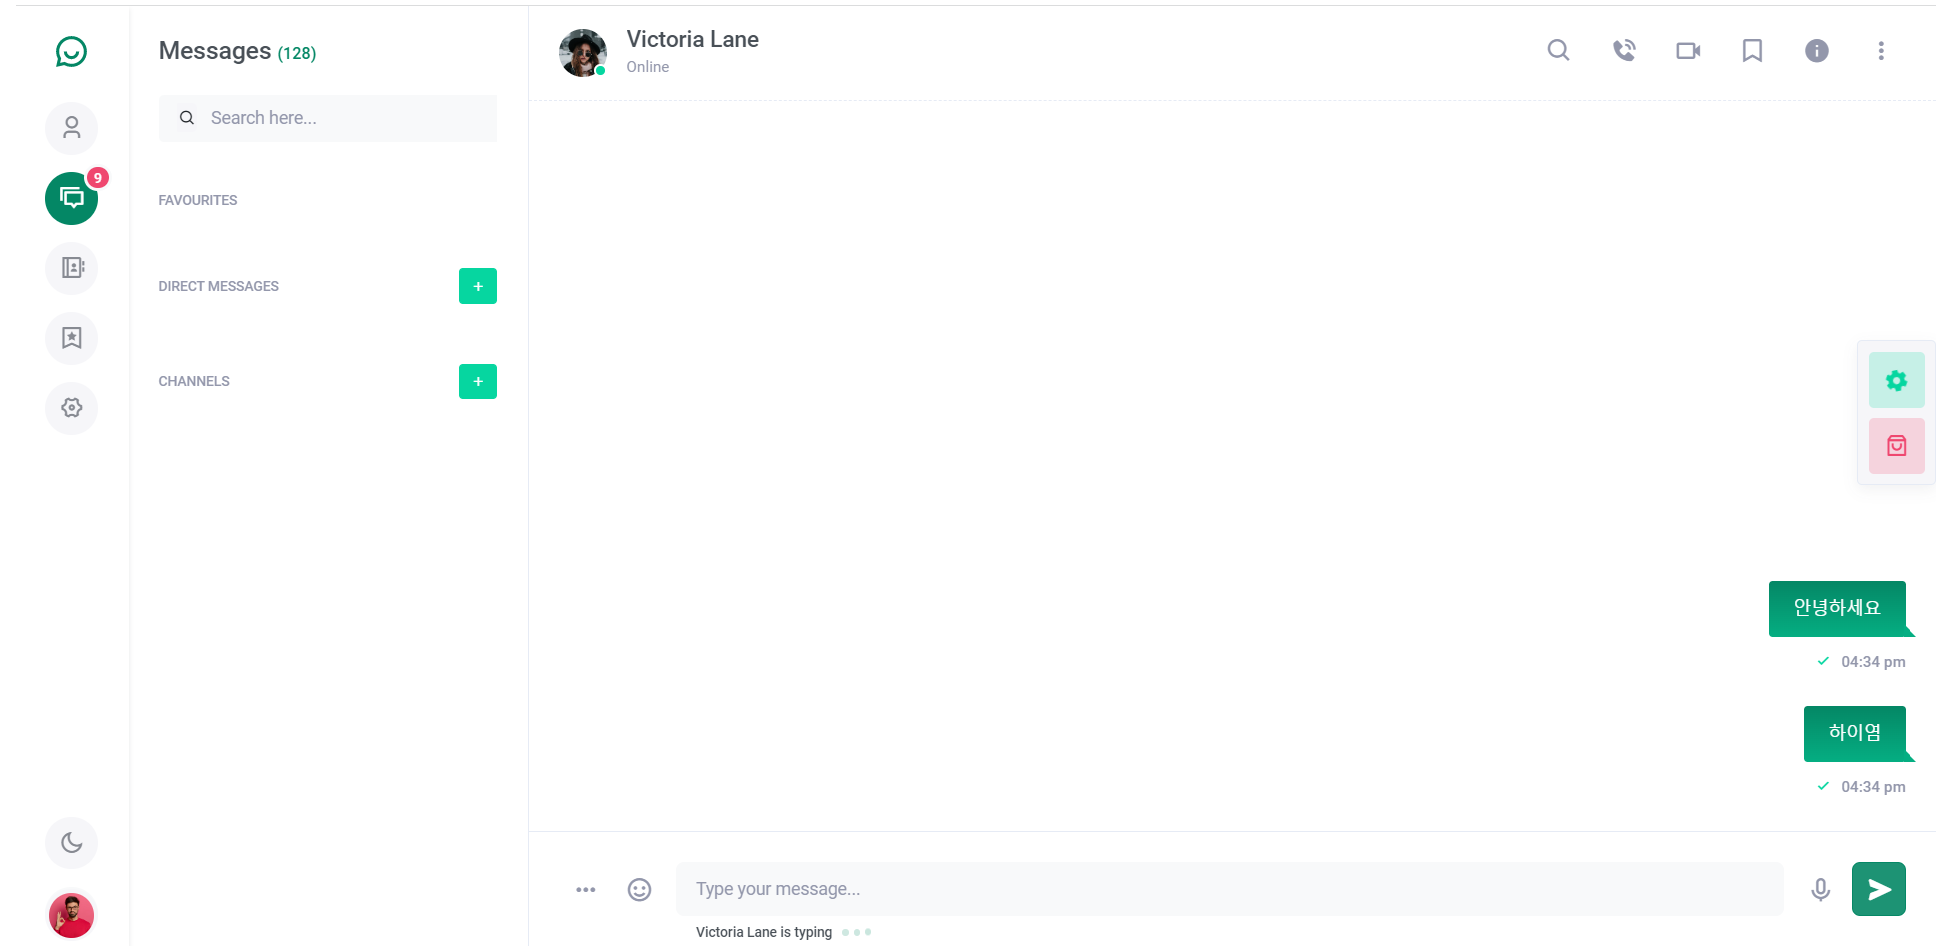 Messages (128)
Search here...
9
FAVOURITES
DIRECT MESSAGES
+
CHANNELS
+
Victoria Lane
Online
안녕하세요
04:34 pm
하이염
04:34 pm
Type your message...
Victoria Lane is typing